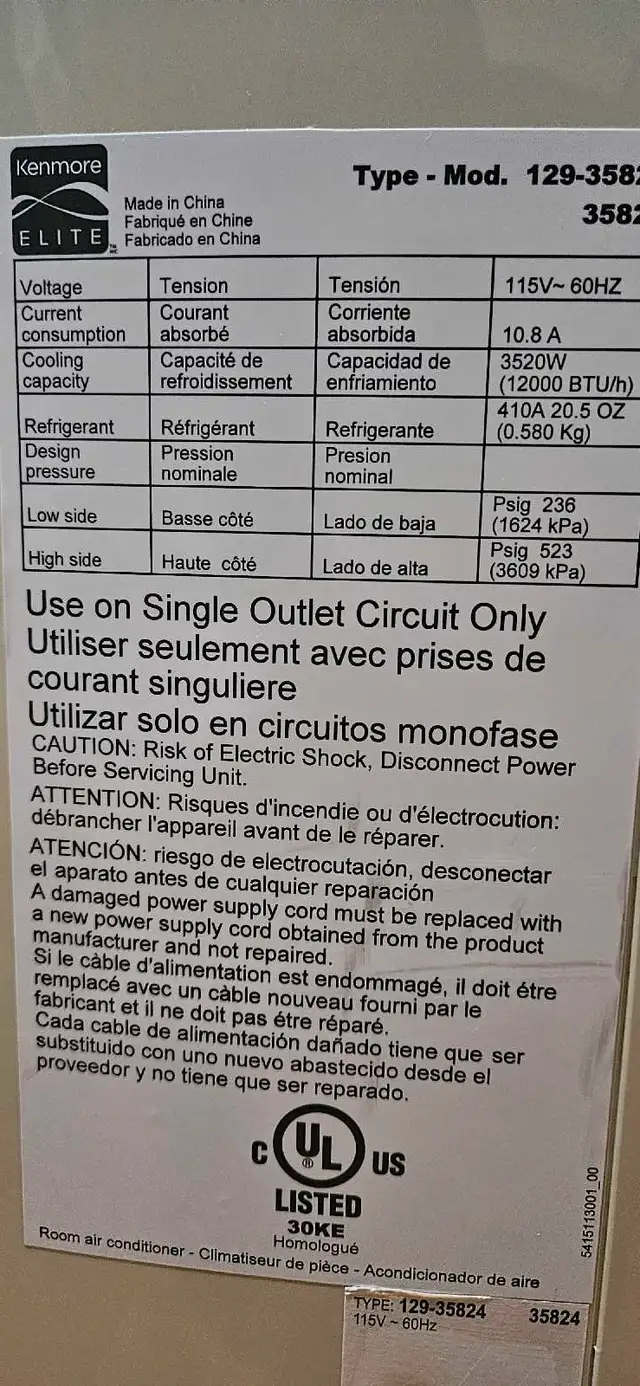 Kenmore
ELITE™
Made in China
Fabriqué en Chine
Fabricado en China
Type - Mod. 129-3582
3582
Voltage Tension Tensión 115V~ 60HZ
Current consumption Courant absorbé Corriente absorbida 10.8 A
Cooling capacity Capacité de refroidissement Capacidad de enfriamiento 3520W (12000 BTU/h)
Refrigerant Réfrigérant Refrigerante 410A 20.5 OZ (0.580 Kg)
Design pressure Pression nominale Presion nominal
Low side Basse côté Lado de baja Psig 236 (1624 kPa)
High side Haute côté Lado de alta Psig 523 (3609 kPa)
Use on Single Outlet Circuit Only
Utiliser seulement avec prises de
courant singuliere
Utilizar solo en circuitos monofase
CAUTION: Risk of Electric Shock, Disconnect Power
Before Servicing Unit.
ATTENTION: Risques d'incendie ou d'électrocution:
débrancher l'appareil avant de le réparer.
ATENCIÓN: riesgo de electrocutación, desconectar
el aparato antes de cualquier reparación
A damaged power supply cord must be replaced with
a new power supply cord obtained from the product
manufacturer and not repaired.
Si le càble d'alimentation est endommagé, il doit étre
remplacé avec un càble nouveau fourni par le
fabricant et il ne doit pas étre réparé.
Cada cable de alimentación dañado tiene que ser
substituido con uno nuevo abastecido desde el
proveedor y no tiene que ser reparado.
C UL® US
LISTED
30KE
Homologué
Room air conditioner - Climatiseur de pièce - Acondicionador de aire
5415113001_00
TYPE: 129-35824 35824
115V ~ 60Hz